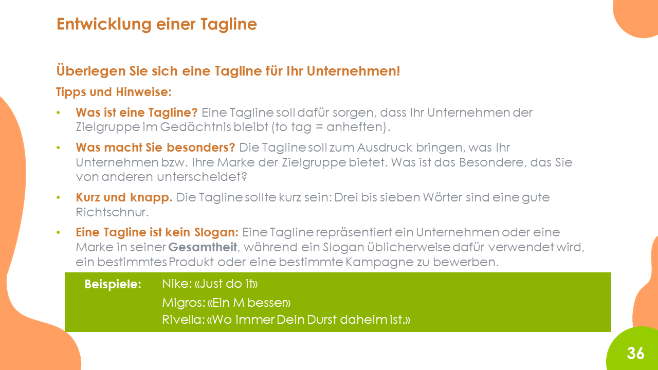 Entwicklung einer Tagline
Überlegen Sie sich eine Tagline für Ihr Unternehmen!
Tipps und Hinweise:
• Was ist eine Tagline? Eine Tagline soll dafür sorgen, dass Ihr Unternehmen der
Zielgruppe im Gedächtnis bleibt (to tag = anheften).
• Was macht Sie besonders? Die Tagline soll zum Ausdruck bringen, was Ihr
Unternehmen bzw. Ihre Marke der Zielgruppe bietet. Was ist das Besondere, das Sie
von anderen unterscheidet?
• Kurz und knapp. Die Tagline sollte kurz sein: Drei bis sieben Wörter sind eine gute
Richtschnur.
• Eine Tagline ist kein Slogan: Eine Tagline repräsentiert ein Unternehmen oder eine
Marke in seiner Gesamtheit, während ein Slogan üblicherweise dafür verwendet wird,
ein bestimmtes Produkt oder eine bestimmte Kampagne zu bewerben.
Beispiele: Nike: «Just do it»
Migros: «Ein M besser»
Rivella: «Wo immer Dein Durst daheim ist.»
36